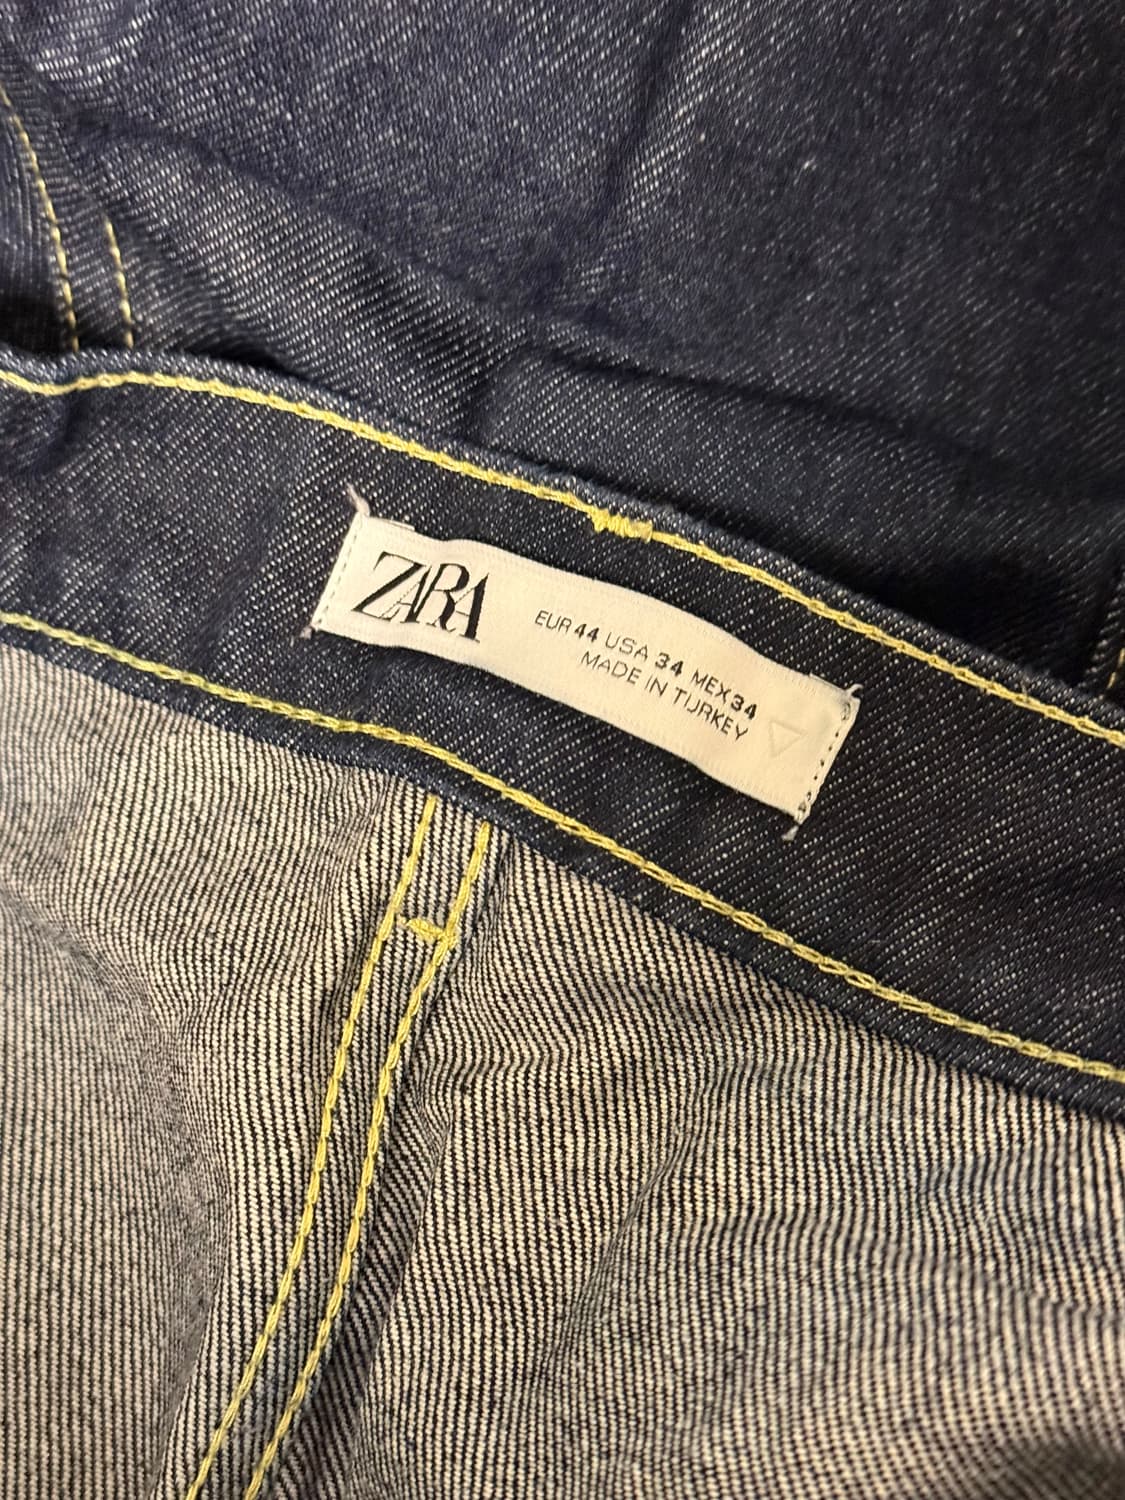 ZARA
EUR 44 USA 34 MEX 34
MADE IN TURKEY